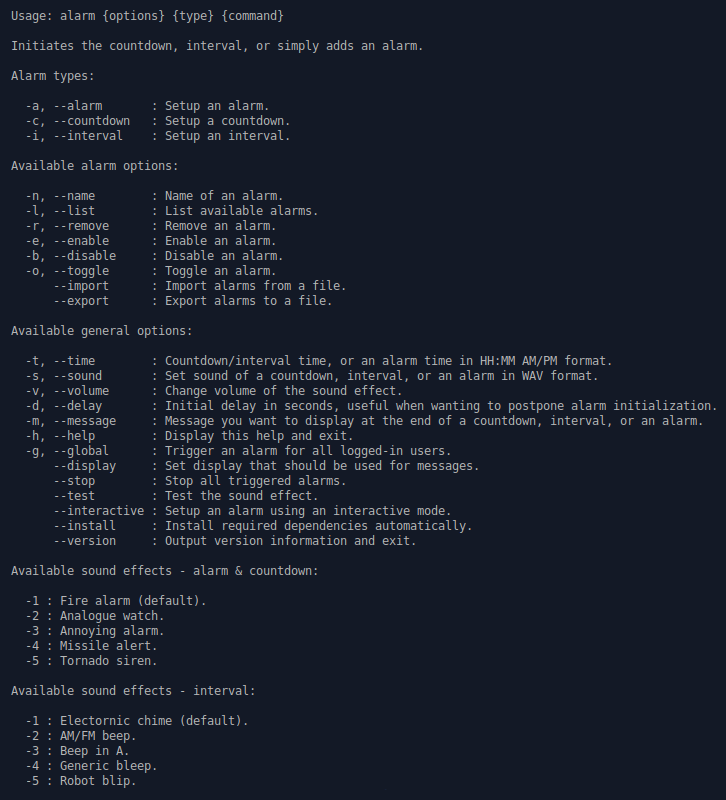 Usage: alarm {options} {type} {command}

Initiates the countdown, interval, or simply adds an alarm.

Alarm types:

  -a, --alarm       : Setup an alarm.
  -c, --countdown   : Setup a countdown.
  -i, --interval    : Setup an interval.

Available alarm options:

  -n, --name        : Name of an alarm.
  -l, --list        : List available alarms.
  -r, --remove      : Remove an alarm.
  -e, --enable      : Enable an alarm.
  -b, --disable     : Disable an alarm.
  -o, --toggle      : Toggle an alarm.
      --import      : Import alarms from a file.
      --export      : Export alarms to a file.

Available general options:

  -t, --time        : Countdown/interval time, or an alarm time in HH:MM AM/PM format.
  -s, --sound       : Set sound of a countdown, interval, or an alarm in WAV format.
  -v, --volume      : Change volume of the sound effect.
  -d, --delay       : Initial delay in seconds, useful when wanting to postpone alarm initialization.
  -m, --message     : Message you want to display at the end of a countdown, interval, or an alarm.
  -h, --help        : Display this help and exit.
  -g, --global      : Trigger an alarm for all logged-in users.
      --display     : Set display that should be used for messages.
      --stop        : Stop all triggered alarms.
      --test        : Test the sound effect.
      --interactive : Setup an alarm using an interactive mode.
      --install     : Install required dependencies automatically.
      --version     : Output version information and exit.

Available sound effects - alarm & countdown:

  -1 : Fire alarm (default).
  -2 : Analogue watch.
  -3 : Annoying alarm.
  -4 : Missile alert.
  -5 : Tornado siren.

Available sound effects - interval:

  -1 : Electornic chime (default).
  -2 : AM/FM beep.
  -3 : Beep in A.
  -4 : Generic bleep.
  -5 : Robot blip.